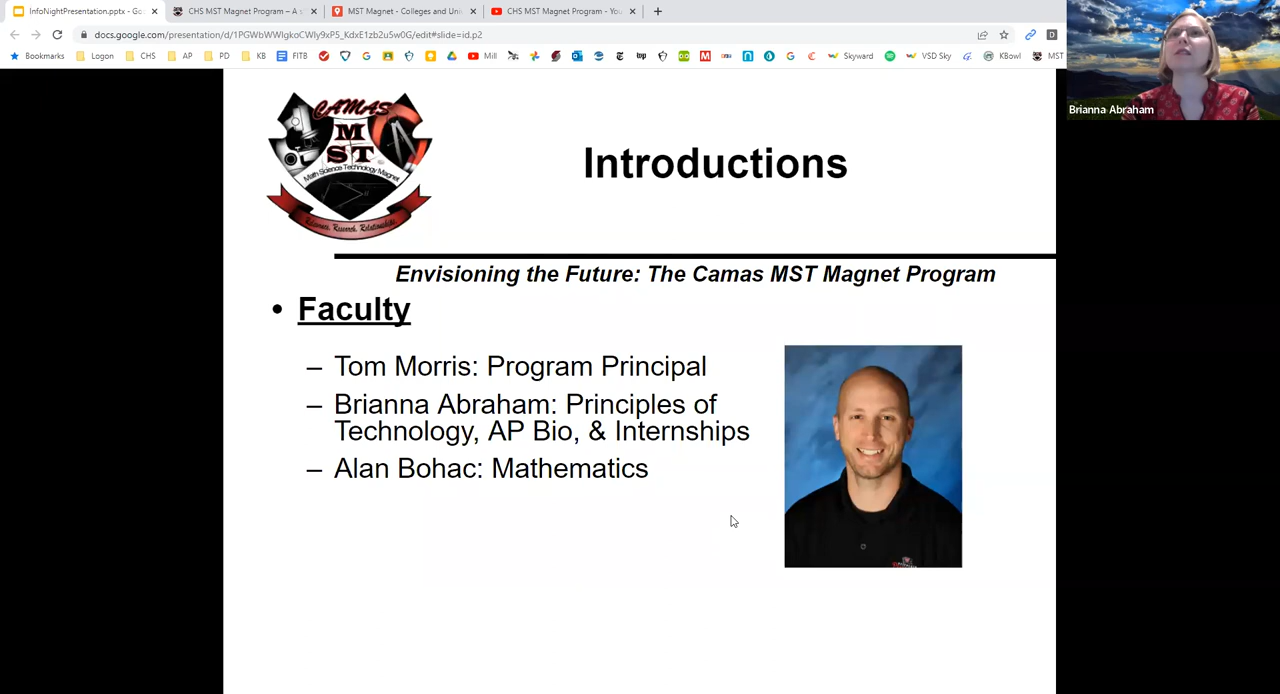 InfoNightPresentation.pptx - Go
CHS MST Magnet Program – A s
MST Magnet - Colleges and Uni
CHS MST Magnet Program - You
docs.google.com/presentation/d/1PGWbWWIgkoCWIy9xP5_KdxE1zb2u5w0G/edit#slide=id.p2
Bookmarks Logon CHS AP PD KB FITB Mill Skyward VSD Sky KBowl MST
Brianna Abraham
CAMAS
M
ST
Math Science Technology Magnet
Relationships
Introductions
Envisioning the Future: The Camas MST Magnet Program
• Faculty
– Tom Morris: Program Principal
– Brianna Abraham: Principles of
Technology, AP Bio, & Internships
– Alan Bohac: Mathematics